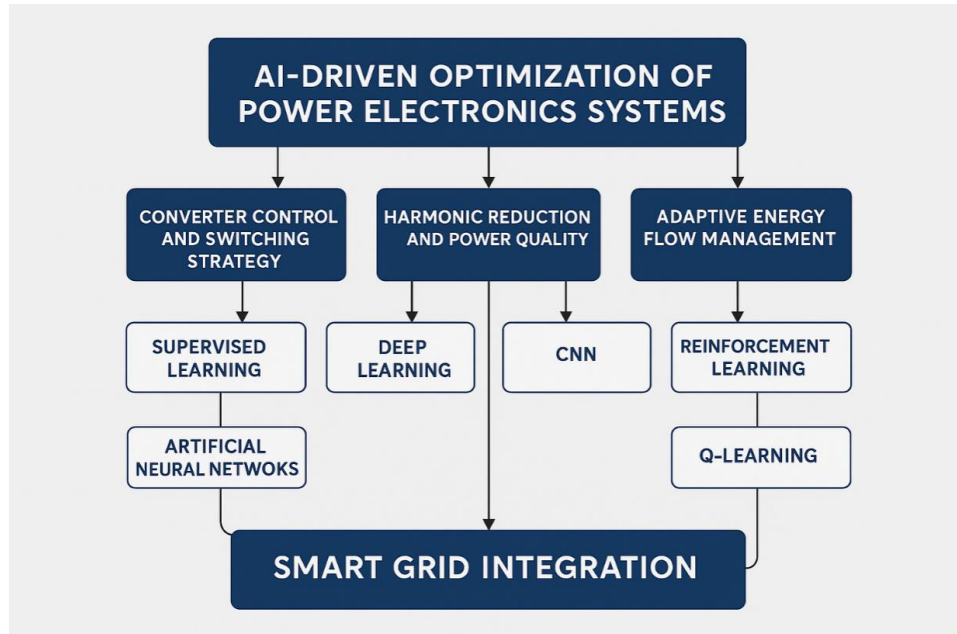 AI-DRIVEN OPTIMIZATION OF
POWER ELECTRONICS SYSTEMS
CONVERTER CONTROL
AND SWITCHING
STRATEGY
HARMONIC REDUCTION
AND POWER QUALITY
ADAPTIVE ENERGY
FLOW MANAGEMENT
SUPERVISED
LEARNING
DEEP
LEARNING
CNN
REINFORCEMENT
LEARNING
ARTIFICIAL
NEURAL NETWOKS
Q-LEARNING
SMART GRID INTEGRATION